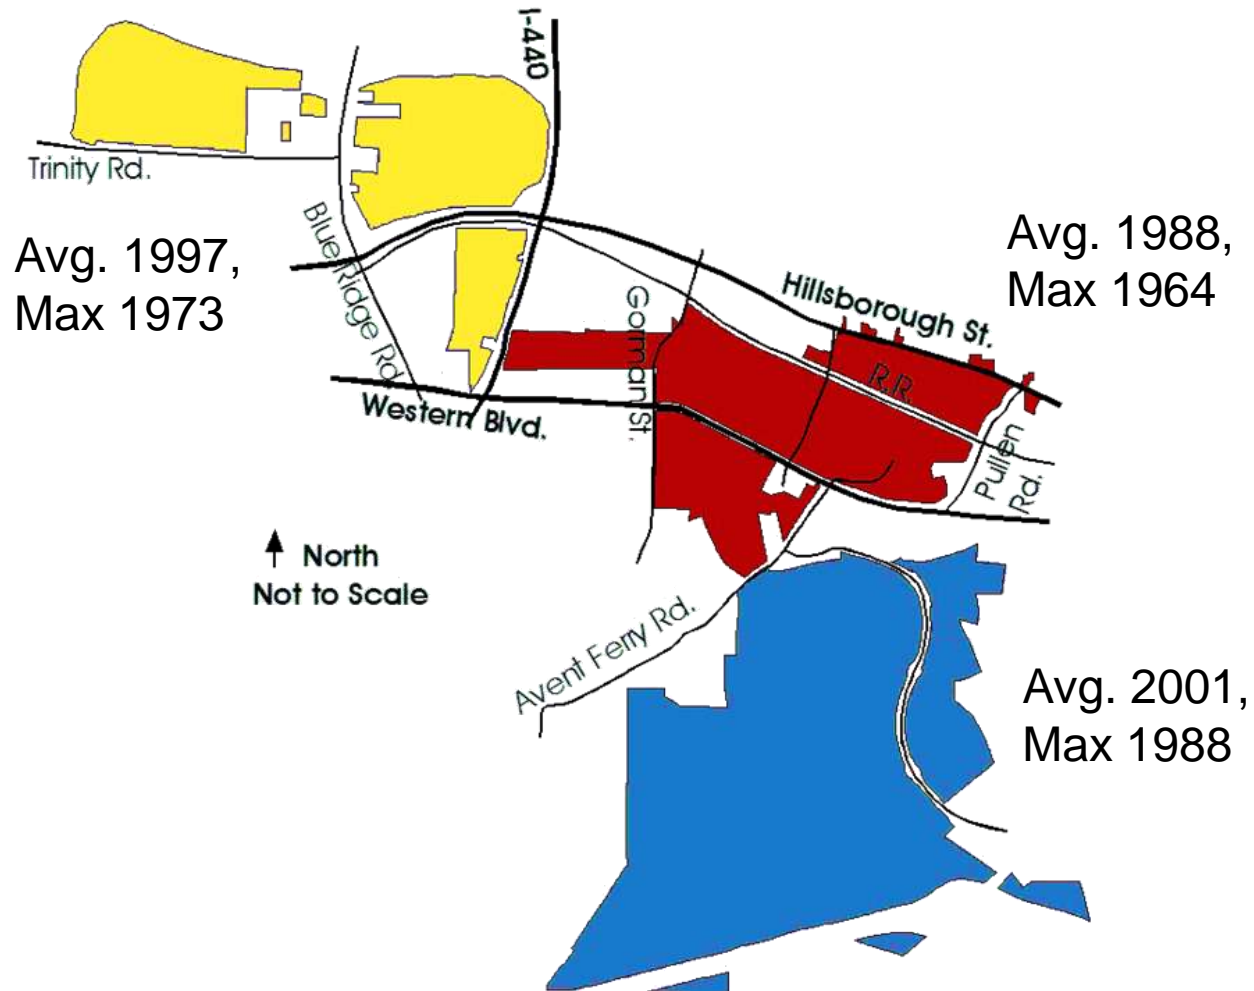 I-440
Trinity Rd.
Blue Ridge Rd.
Avg. 1997,
Max 1973
Avg. 1988,
Max 1964
Hillsborough St.
Gorman St.
R.R.
Western Blvd.
Pullen
Rd.
North
Not to Scale
Avent Ferry Rd.
Avg. 2001,
Max 1988